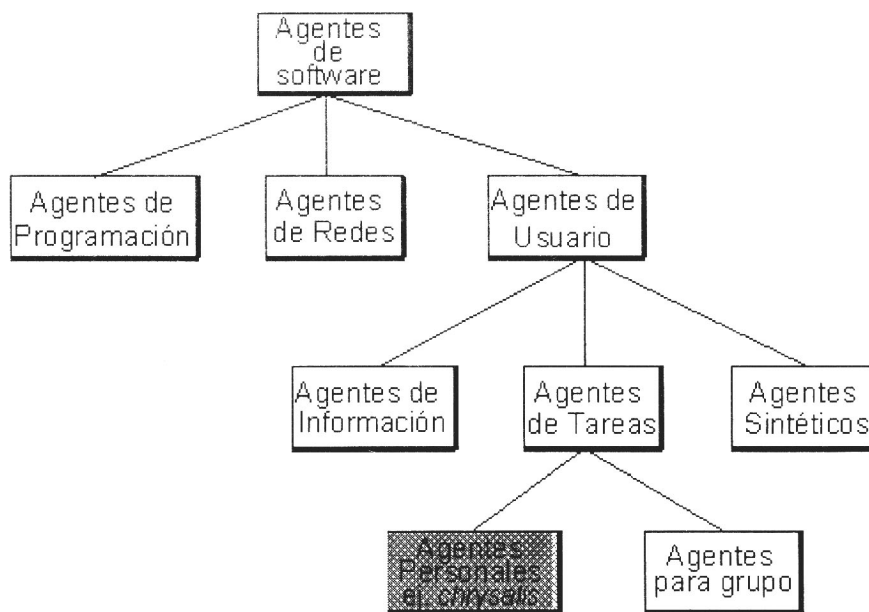 Agentes
de
software
Agentes de
Programación
Agentes
de Redes
Agentes de
Usuario
Agentes de
Información
Agentes
de Tareas
Agentes
Sintéticos
Agentes
Personales
ej. chrysalis
Agentes
para grupo